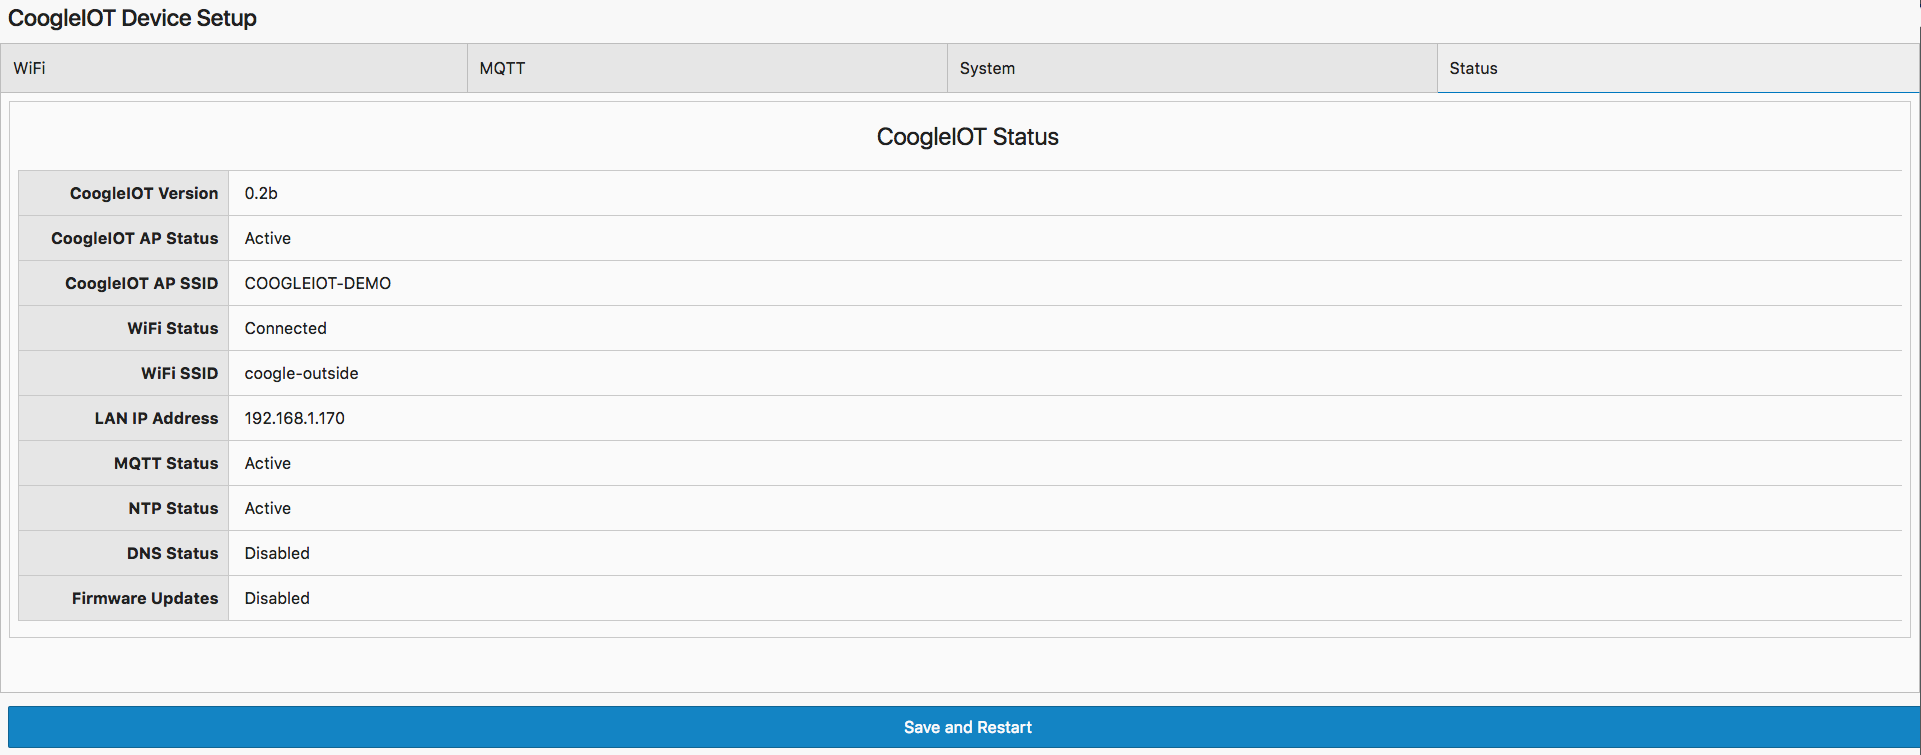 CoogleIOT Device Setup
WiFi MQTT System Status
CoogleIOT Status
CoogleIOT Version 0.2b
CoogleIOT AP Status Active
CoogleIOT AP SSID COOGLEIOT-DEMO
WiFi Status Connected
WiFi SSID coogle-outside
LAN IP Address 192.168.1.170
MQTT Status Active
NTP Status Active
DNS Status Disabled
Firmware Updates Disabled
Save and Restart